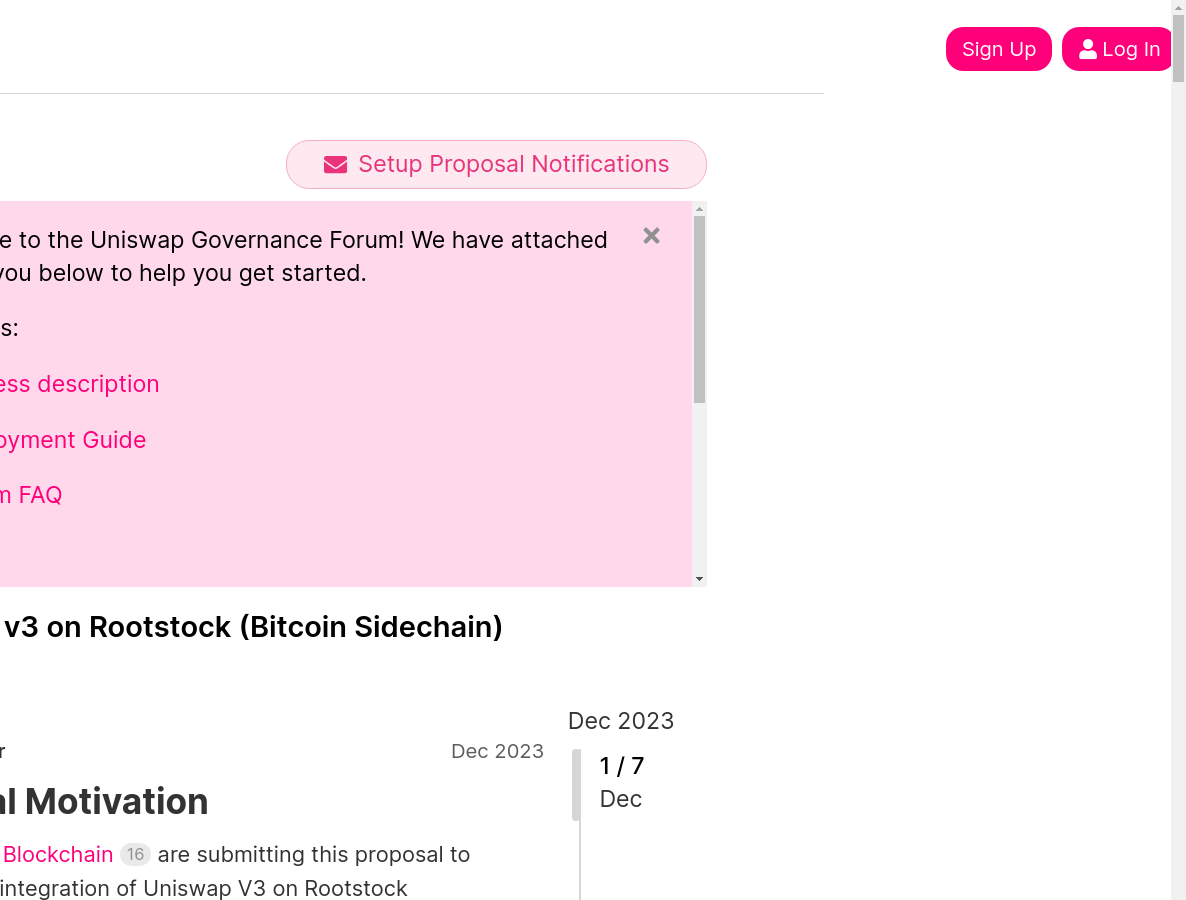 Sign Up
Log In
Setup Proposal Notifications
e to the Uniswap Governance Forum! We have attached
you below to help you get started.
s:
ess description
oyment Guide
m FAQ
v3 on Rootstock (Bitcoin Sidechain)
Dec 2023
r
Dec 2023
1 / 7
Dec
al Motivation
Blockchain 16 are submitting this proposal to
integration of Uniswap V3 on Rootstock